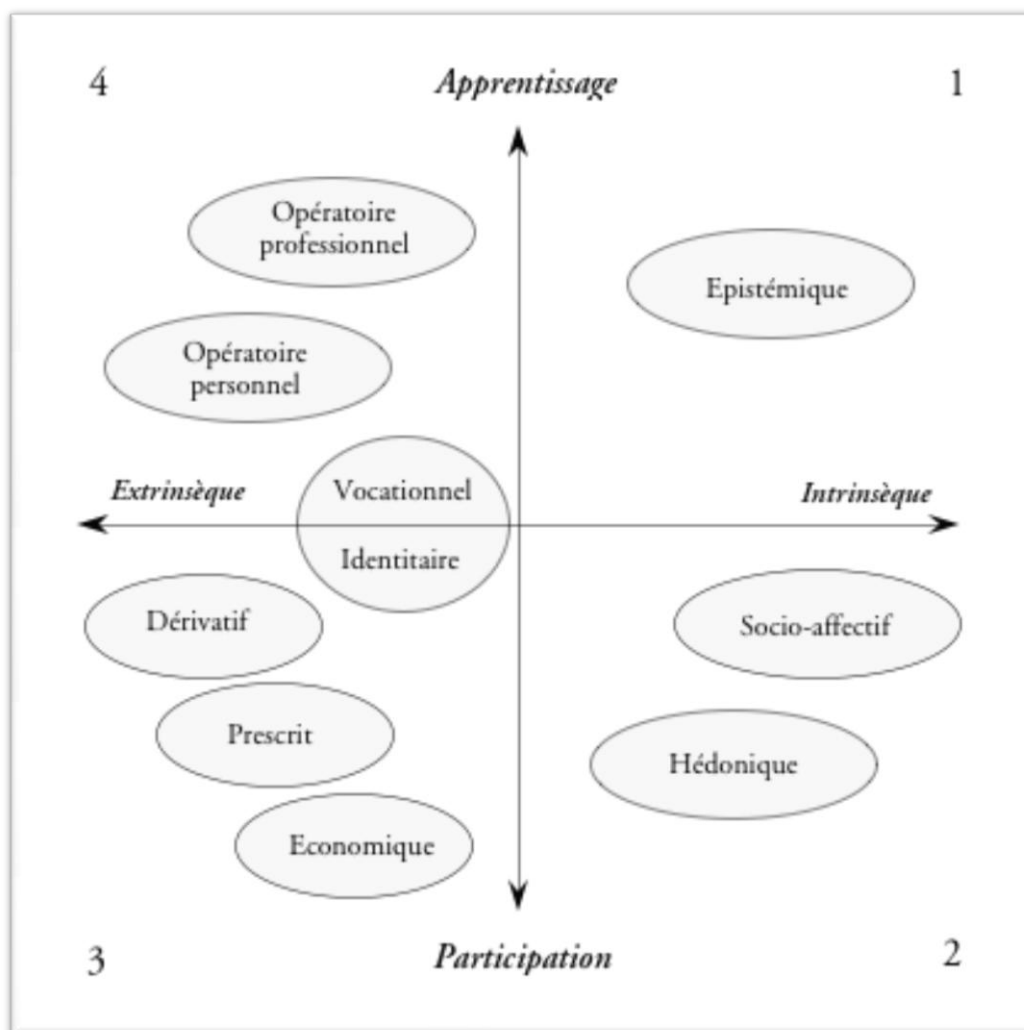 4
Apprentissage
1
Opératoire
professionnel
Epistémique
Opératoire
personnel
Extrinsèque
Vocationnel
Intrinsèque
Identitaire
Dérivatif
Socio-affectif
Prescrit
Hédonique
Economique
3
Participation
2